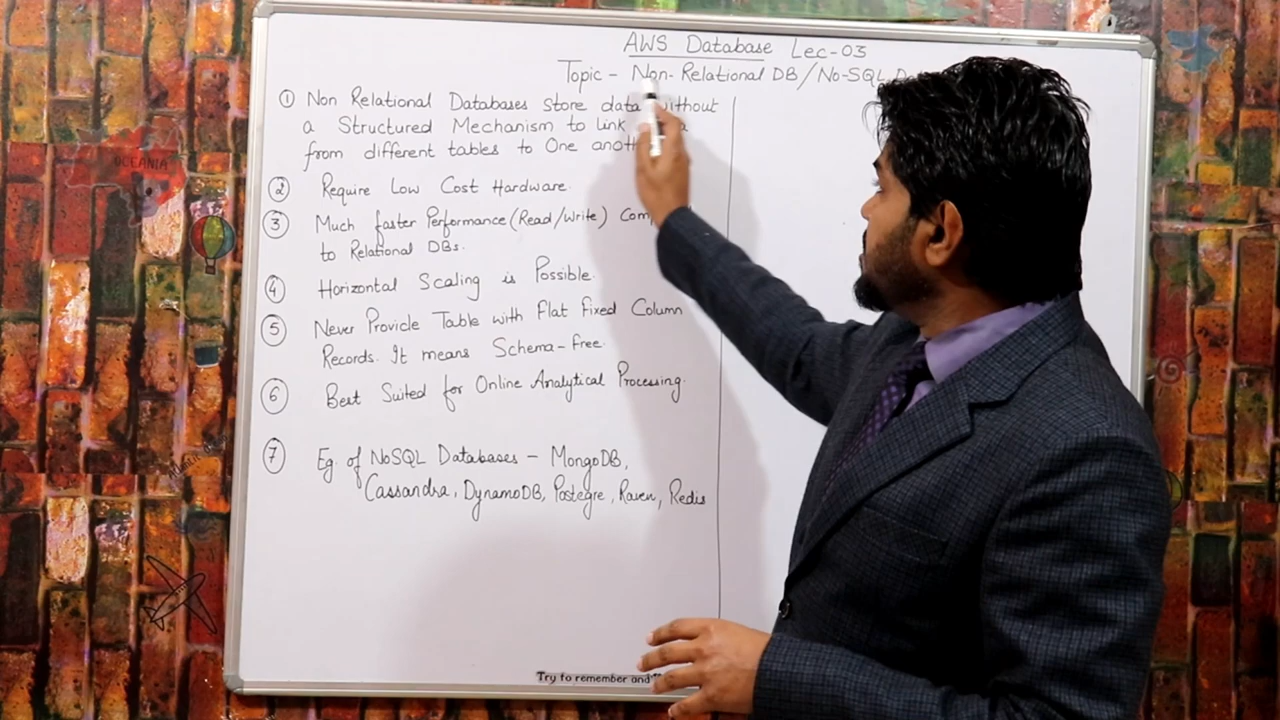 AWS Database Lec-03
Topic - Non-Relational DB/No-SQL
① Non Relational Databases Store data without
a Structured Mechanism to Link
from different tables to One
② Require Low Cost Hardware.
③ Much faster Performance (Read/Write)
to Relational DBs.
④ Horizontal Scaling is Possible.
⑤ Never Provide Table with Flat Fixed Column
Records. It means Schema-free.
⑥ Best Suited for Online Analytical Processing.
⑦ Eg. of NoSQL Databases - MongoDB,
Cassandra, DynamoDB, Postegre, Raven, Redis
Try to remember and
OCEANIA